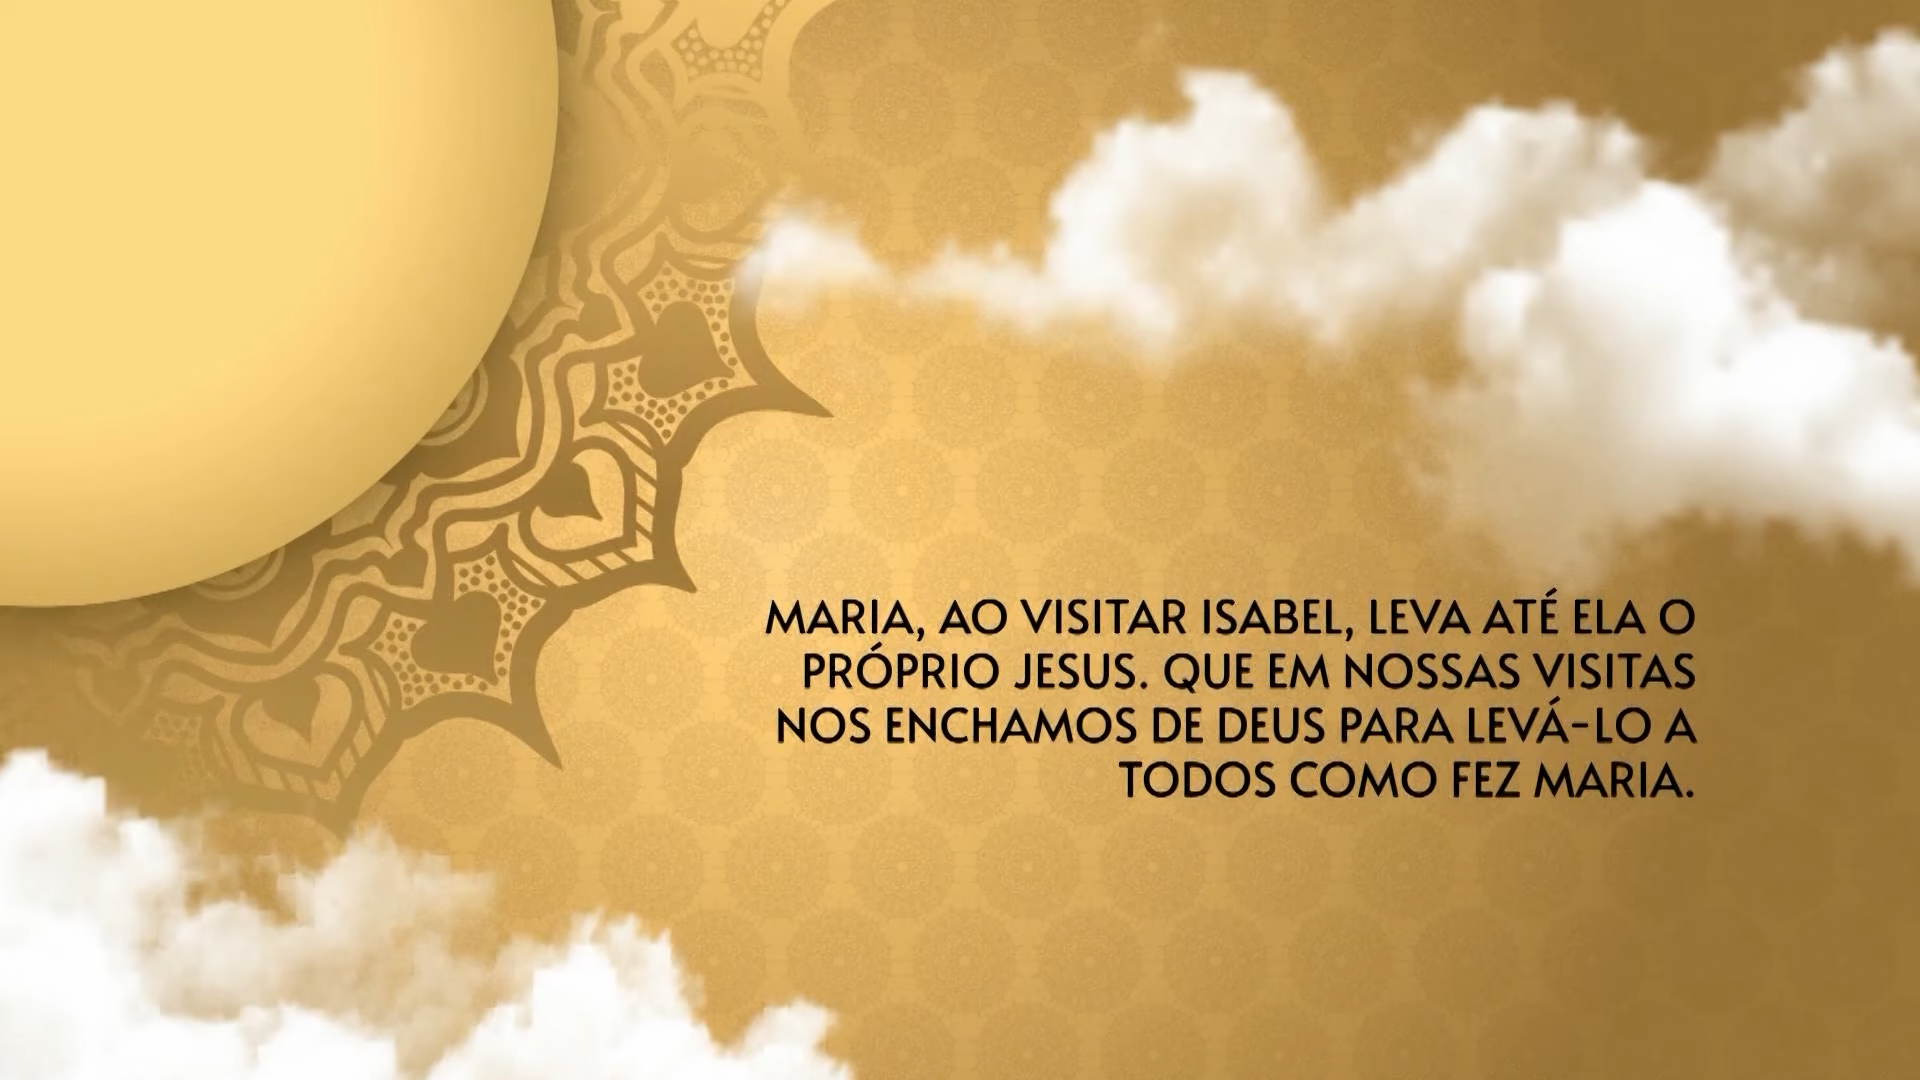 MARIA, AO VISITAR ISABEL, LEVA ATÉ ELA O
PRÓPRIO JESUS. QUE EM NOSSAS VISITAS
NOS ENCHAMOS DE DEUS PARA LEVÁ-LO A
TODOS COMO FEZ MARIA.